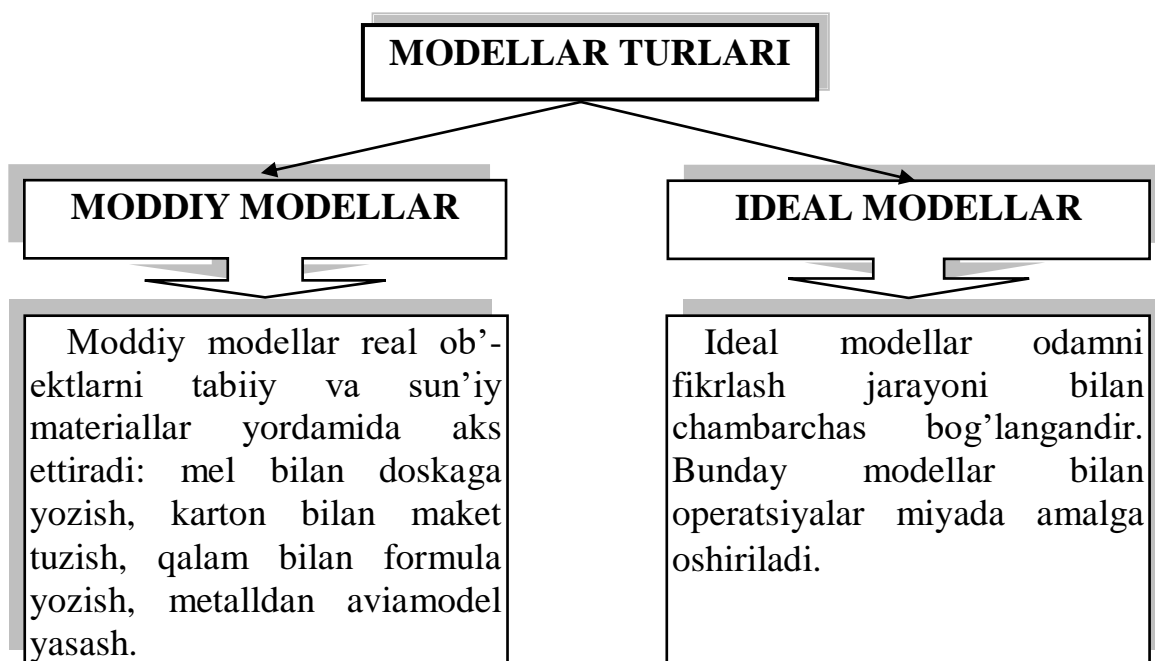 MODELLAR TURLARI
MODDIY MODELLAR
Moddiy modellar real ob’-
ektlarni tabiiy va sun’iy
materiallar yordamida aks
ettiradi: mel bilan doskaga
yozish, karton bilan maket
tuzish, qalam bilan formula
yozish, metalldan aviamodel
yasash.
IDEAL MODELLAR
Ideal modellar odamni
fikrlash jarayoni bilan
chambarchas bog’langandir.
Bunday modellar bilan
operatsiyalar miyada amalga
oshiriladi.